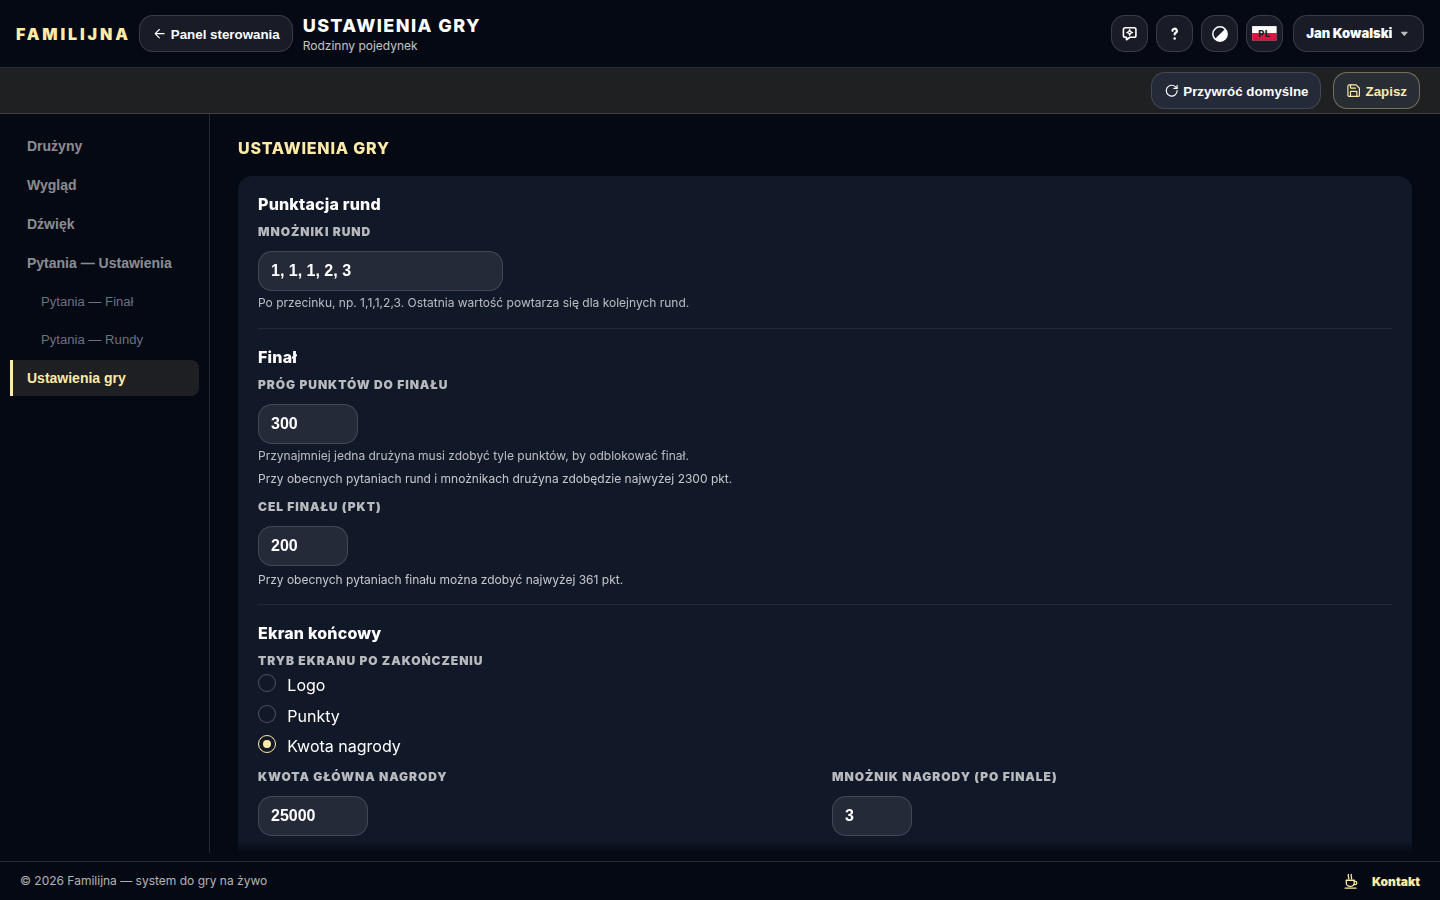 FAMILIJNA
Panel sterowania
USTAWIENIA GRY
Rodzinny pojedynek
?
PL
Jan Kowalski
Przywróć domyślne
Zapisz
Drużyny
Wygląd
Dźwięk
Pytania — Ustawienia
Pytania — Finał
Pytania — Rundy
Ustawienia gry
USTAWIENIA GRY
Punktacja rund
MNOŻNIKI RUND
1, 1, 1, 2, 3
Po przecinku, np. 1,1,1,2,3. Ostatnia wartość powtarza się dla kolejnych rund.
Finał
PRÓG PUNKTÓW DO FINAŁU
300
Przynajmniej jedna drużyna musi zdobyć tyle punktów, by odblokować finał.
Przy obecnych pytaniach rund i mnożnikach drużyna zdobędzie najwyżej 2300 pkt.
CEL FINAŁU (PKT)
200
Przy obecnych pytaniach finału można zdobyć najwyżej 361 pkt.
Ekran końcowy
TRYB EKRANU PO ZAKOŃCZENIU
Logo
Punkty
Kwota nagrody
KWOTA GŁÓWNA NAGRODY
25000
MNOŻNIK NAGRODY (PO FINALE)
3
© 2026 Familijna — system do gry na żywo
Kontakt